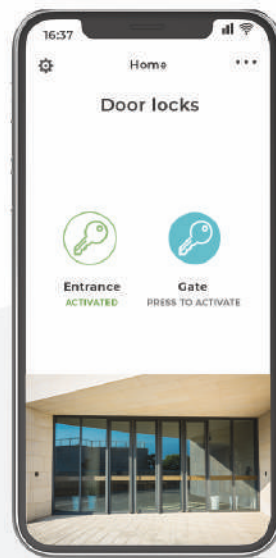 16:37
Home
Door locks
Entrance
ACTIVATED
Gate
PRESS TO ACTIVATE